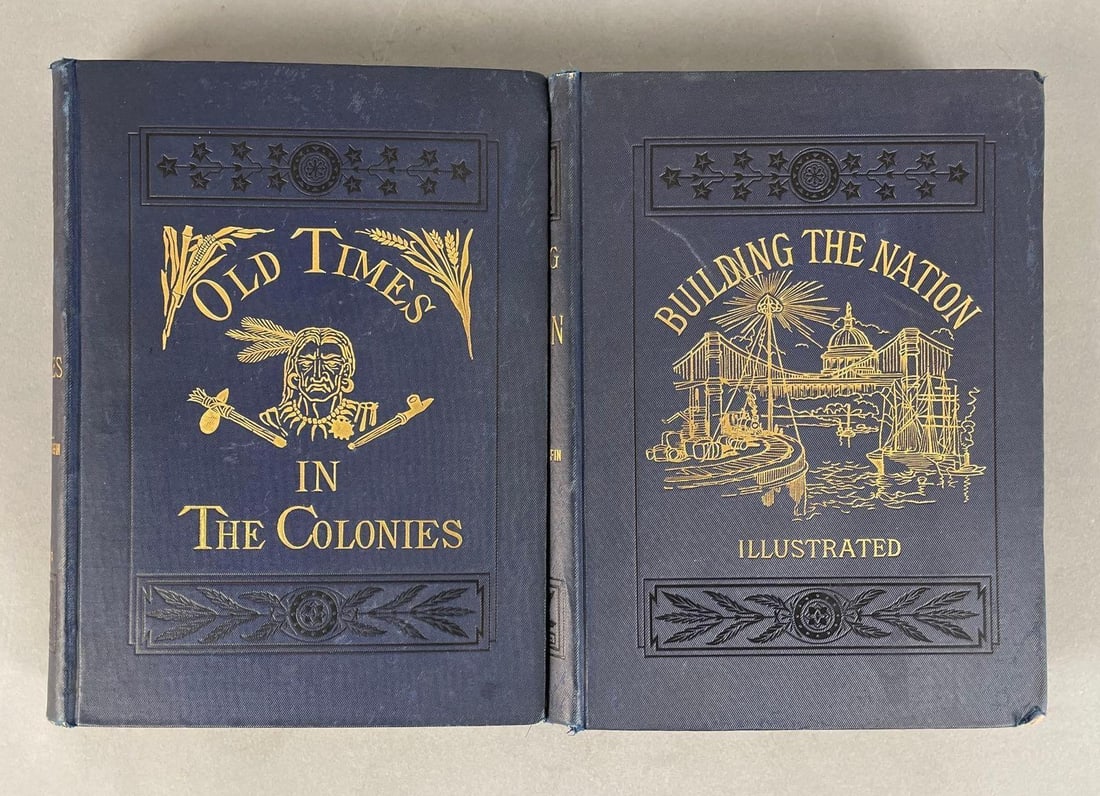 OLD TIMES
IN
THE COLONIES
BUILDING THE NATION
ILLUSTRATED